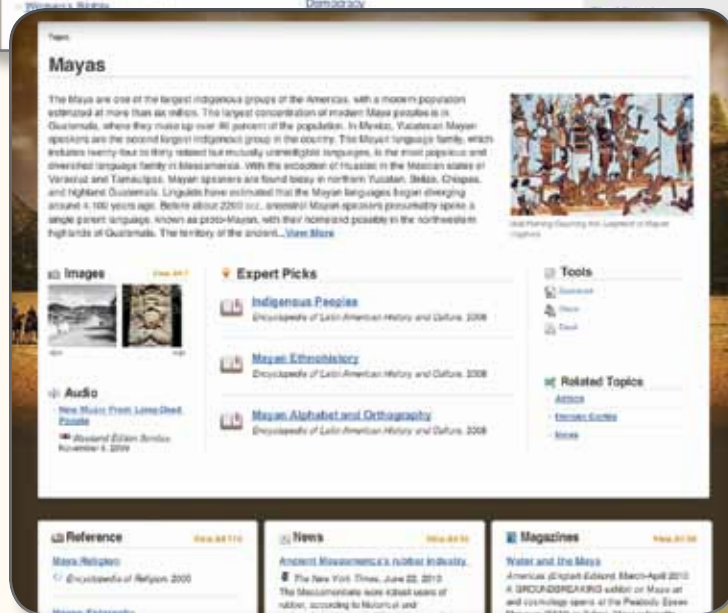 Women's Rights
Democracy
Topic
Mayas
The Maya are one of the largest indigenous groups of the Americas, with a modern population
estimated at more than six million. The largest concentration of modern Maya peoples is in
Guatemala, where they make up over 40 percent of the population. In Mexico, Yucatecan Mayan
speakers are the second largest indigenous group in the country. The Mayan language family, which
includes twenty-four to thirty related but mutually unintelligible languages, is the most populous and
diversified language family in Mesoamerica. With the exception of Huastec in the Mexican states of
Veracruz and Tamaulipas, Mayan speakers are found today in northern Yucatan, Belize, Chiapas,
and highland Guatemala. Linguists have estimated that the Mayan languages began diverging
around 4,100 years ago. Before about 2200 BCE, ancestral Mayan speakers presumably spoke a
single parent language, known as proto-Mayan, with their homeland possibly in the northwestern
highlands of Guatemala. The territory of the ancient...View More
Images
View All
Expert Picks
Tools
Indigenous Peoples
Encyclopedia of Latin American History and Culture, 2008
Mayan Ethnohistory
Encyclopedia of Latin American History and Culture, 2008
Mayan Alphabet and Orthography
Encyclopedia of Latin American History and Culture, 2008
Audio
New Music From Long-Dead
People
Weekend Edition Sunday
November 8, 2009
Related Topics
Aztecs
Hernán Cortés
Incas
Reference
View All
Maya Religion
Encyclopedia of Religion, 2005
News
View All
Ancient Mesoamerica's rubber industry.
The New York Times, June 22, 2010
The Mesoamericans were robust users of
rubber, according to historical and
Magazines
View All
Water and the Maya
Americas (English Edition), March-April 2010
A GROUNDBREAKING exhibit on Maya art
and cosmology opens at the Peabody Essex